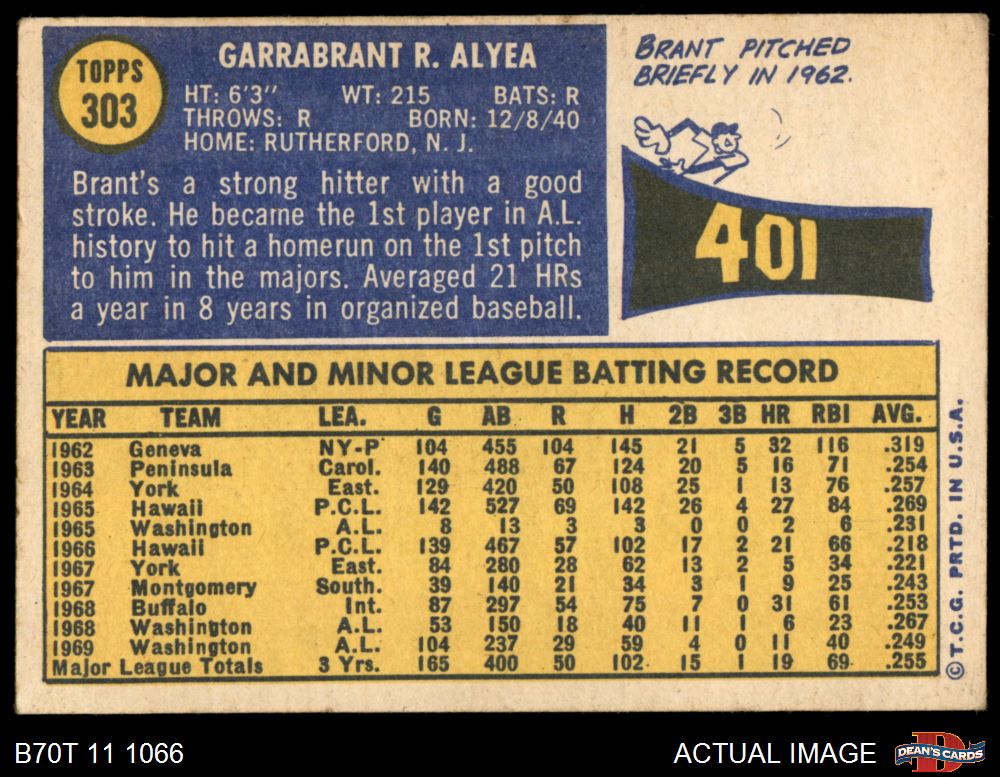 TOPPS
303
GARRABRANT R. ALYEA
HT: 6'3" WT: 215 BATS: R
THROWS: R BORN: 12/8/40
HOME: RUTHERFORD, N. J.
Brant's a strong hitter with a good
stroke. He became the 1st player in A.L.
history to hit a homerun on the 1st pitch
to him in the majors. Averaged 21 HRs
a year in 8 years in organized baseball.
BRANT PITCHED
BRIEFLY IN 1962.
401
MAJOR AND MINOR LEAGUE BATTING RECORD
YEAR TEAM LEA. G AB R H 2B 3B HR RBI AVG.
1962 Geneva NY-P 104 455 104 145 21 5 32 116 .319
1963 Peninsula Carol. 140 488 67 124 20 5 16 71 .254
1964 York East. 129 420 50 108 25 1 13 76 .257
1965 Hawaii P.C.L. 142 527 69 142 26 4 27 84 .269
1965 Washington A.L. 8 13 3 3 0 0 2 6 .231
1966 Hawaii P.C.L. 139 467 57 102 17 2 21 66 .218
1967 York East. 84 280 28 62 13 2 5 34 .221
1967 Montgomery South. 39 140 21 34 3 1 9 25 .243
1968 Buffalo Int. 87 297 54 75 7 0 31 61 .253
1968 Washington A.L. 53 150 18 40 11 1 6 23 .267
1969 Washington A.L. 104 237 29 59 4 0 11 40 .249
Major League Totals 3 Yrs. 165 400 50 102 15 1 19 69 .255
© T.C.G. PRTD. IN U.S.A.
B70T 11 1066
ACTUAL IMAGE
DEAN'S CARDS